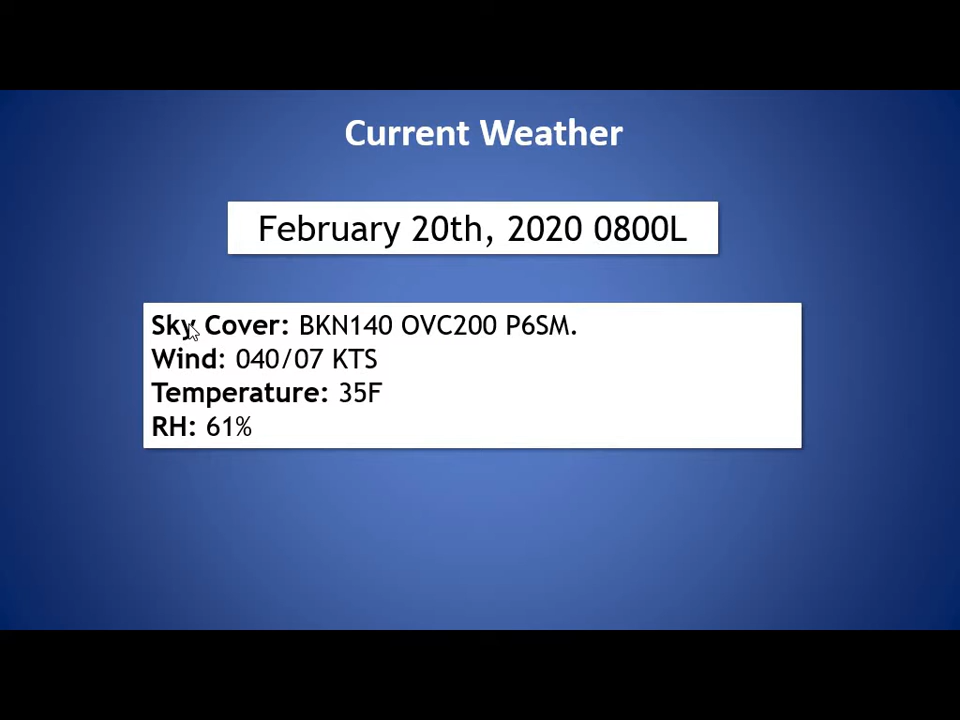 Current Weather
February 20th, 2020 0800L
Sky Cover: BKN140 OVC200 P6SM.
Wind: 040/07 KTS
Temperature: 35F
RH: 61%